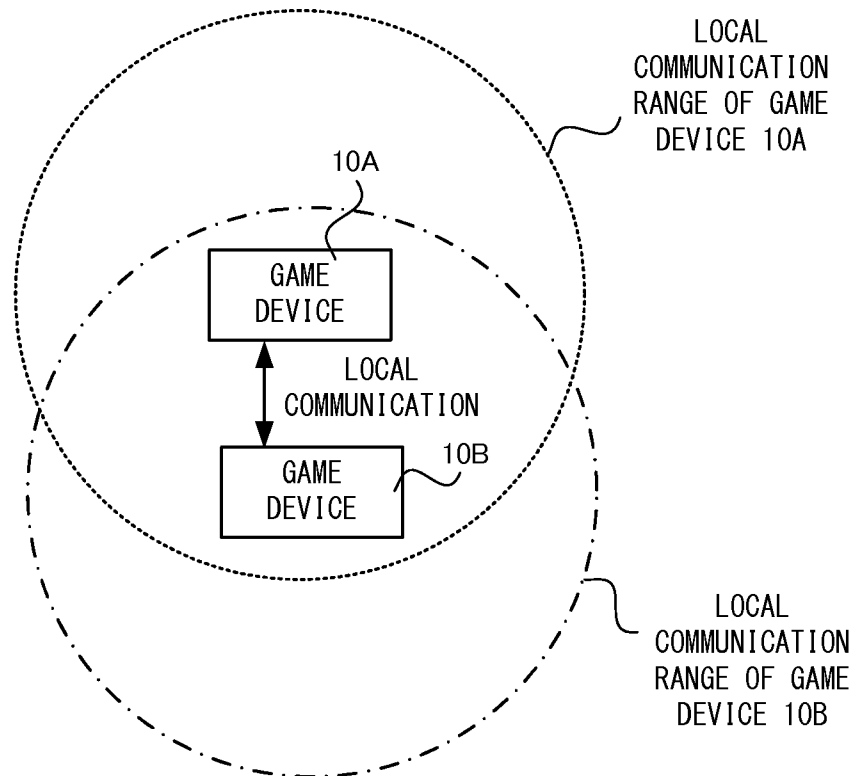 LOCAL
COMMUNICATION
RANGE OF GAME
DEVICE 10A
10A
GAME
DEVICE
LOCAL
COMMUNICATION
10B
GAME
DEVICE
LOCAL
COMMUNICATION
RANGE OF GAME
DEVICE 10B